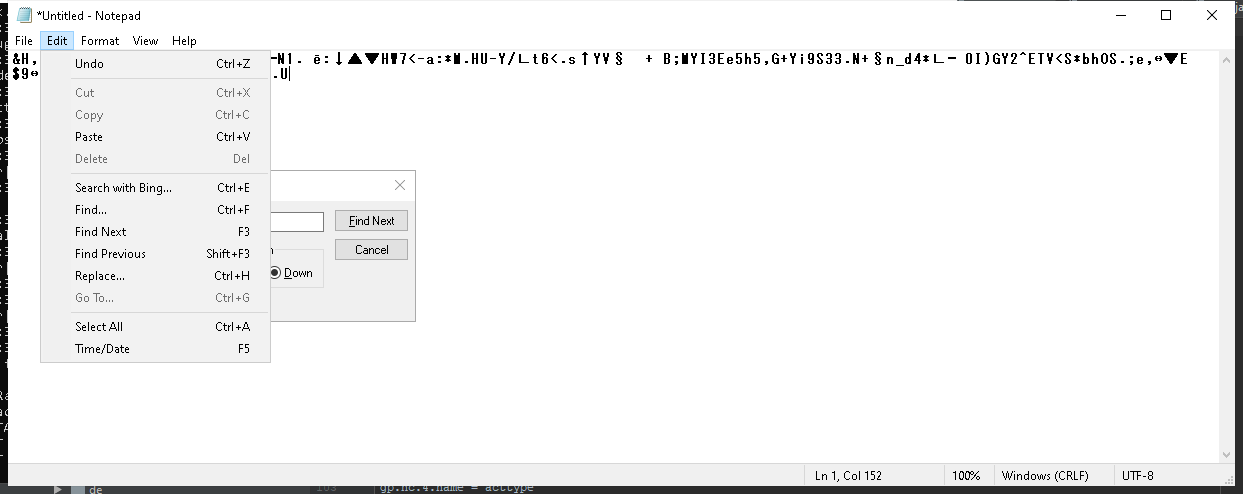 *Untitled - Notepad
File Edit Format View Help
&H,
-N1. ē:↓▲▼H₩7<-a:*M.HU-Y/∟t6<.s↑YV§ + B;MYI3Ee5h5,G+Yi9S33.N+§n_d4*∟- OI)GY2^ETV<S*bhOS.;e,↔▼E
$9↔
.U
Undo Ctrl+Z
Cut Ctrl+X
Copy Ctrl+C
Paste Ctrl+V
Delete Del
Search with Bing... Ctrl+E
Find... Ctrl+F
Find Next F3
Find Previous Shift+F3
Replace... Ctrl+H
Go To... Ctrl+G
Select All Ctrl+A
Time/Date F5
Find Next
Cancel
Down
Ln 1, Col 152 100% Windows (CRLF) UTF-8
de
gp.nc.4.name = acttype